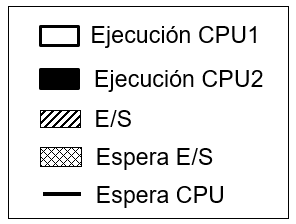 Ejecución CPU1
Ejecución CPU2
E/S
Espera E/S
Espera CPU